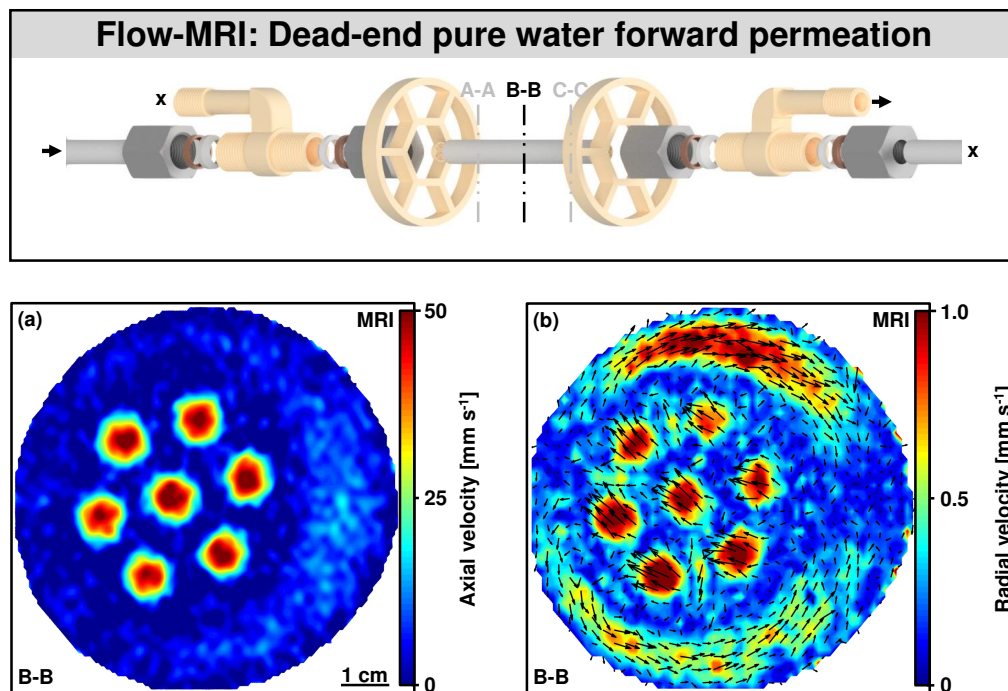 Flow-MRI: Dead-end pure water forward permeation
A-A B-B C-C
x
x
(a) MRI
50
25
0
Axial velocity [mm s⁻¹]
B-B
1 cm
(b) MRI
1.0
0.5
0
Radial velocity [mm s⁻¹]
B-B